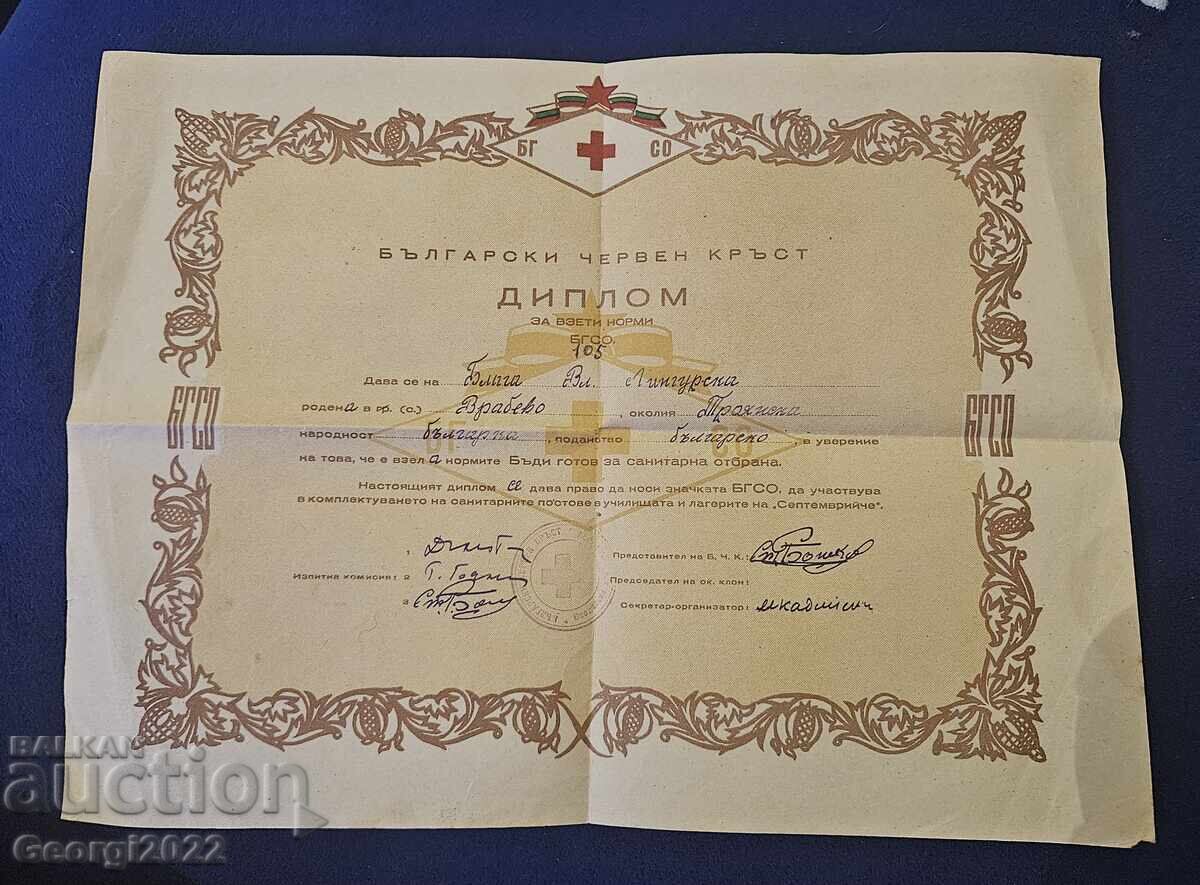 БГ СО
БЪЛГАРСКИ ЧЕРВЕН КРЪСТ
ДИПЛОМ
ЗА ВЗЕТИ НОРМИ
БГСО
105
Дава се на Блага Вл. Лингурска
родена в гр. (с.) Врабево, околия Троянска
БГСО
БГСО
народност българка, поданство българско, в уверение
на това, че е взела нормите Бъди готов за санитарна отбрана.
Настоящият диплом се дава право да носи значката БГСО, да участвува
в комплектуването на санитарните постове в училищата и лагерите на „Септемврийче“.
1
Представител на Б. Ч. К.:
Изпитна комисия: 2
Председател на ок. клон:
3
Секретар-организатор:
BALKAN
auction
Georgi2022